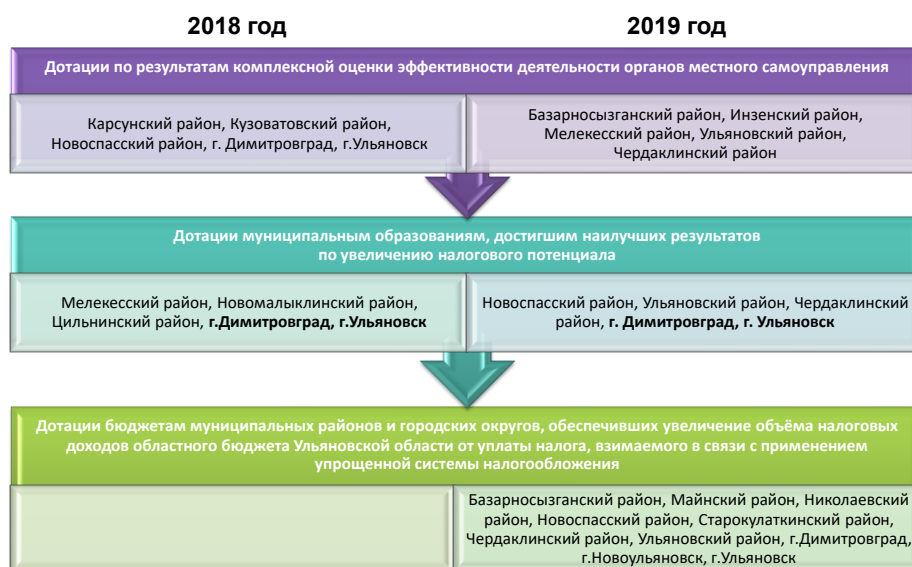 2018 год
2019 год
Дотации по результатам комплексной оценки эффективности деятельности органов местного самоуправления
Карсунский район, Кузоватовский район,
Новоспасский район, г. Димитровград, г.Ульяновск
Базарносызганский район, Инзенский район,
Мелекесский район, Ульяновский район,
Чердаклинский район
Дотации муниципальным образованиям, достигшим наилучших результатов
по увеличению налогового потенциала
Мелекесский район, Новомалыклинский район,
Цильнинский район, г.Димитровград, г.Ульяновск
Новоспасский район, Ульяновский район, Чердаклинский
район, г. Димитровград, г. Ульяновск
Дотации бюджетам муниципальных районов и городских округов, обеспечивших увеличение объёма налоговых
доходов областного бюджета Ульяновской области от уплаты налога, взимаемого в связи с применением
упрощенной системы налогообложения
Базарносызганский район, Майнский район, Николаевский
район, Новоспасский район, Старокулаткинский район,
Чердаклинский район, Ульяновский район, г.Димитровград,
г.Новоульяновск, г.Ульяновск